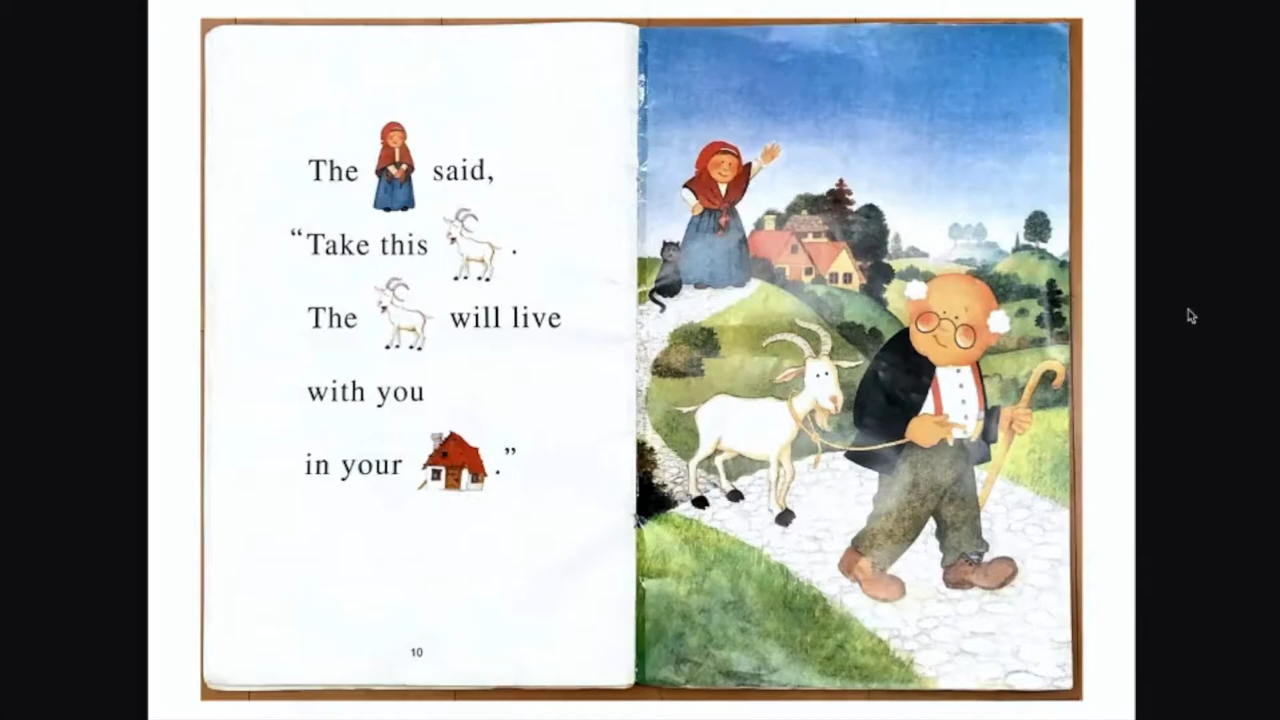 The said,
“Take this .
The will live
with you
in your .”
10